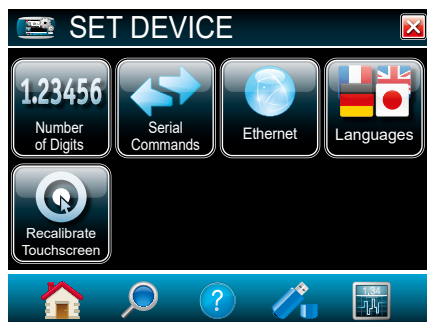 SET DEVICE
1.23456
Number
of Digits
Serial
Commands
Ethernet
Languages
Recalibrate
Touchscreen
?
1,34